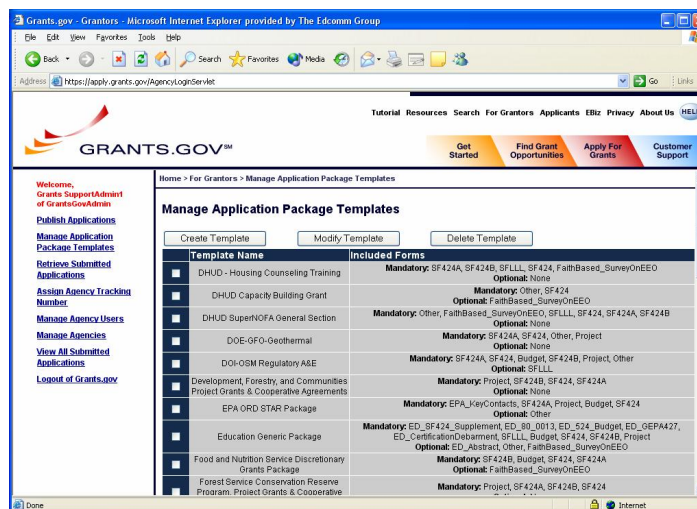 Grants.gov - Grantors - Microsoft Internet Explorer provided by The Edcomm Group
File Edit View Favorites Tools Help
Back Search Favorites Media
Address https://apply.grants.gov/AgencyLoginServlet Go Links
Tutorial Resources Search For Grantors Applicants EBiz Privacy About Us HEL
GRANTS.GOV℠
Get Started
Find Grant Opportunities
Apply For Grants
Customer Support
Welcome,
Grants SupportAdmin1
of GrantsGovAdmin
Publish Applications
Manage Application
Package Templates
Retrieve Submitted
Applications
Assign Agency Tracking
Number
Manage Agency Users
Manage Agencies
View All Submitted
Applications
Logout of Grants.gov
Home > For Grantors > Manage Application Package Templates
Manage Application Package Templates
Create Template Modify Template Delete Template
Template Name Included Forms
DHUD - Housing Counseling Training
Mandatory: SF424A, SF424B, SFLLL, SF424, FaithBased_SurveyOnEEO
Optional: None
DHUD Capacity Building Grant
Mandatory: Other, SF424
Optional: FaithBased_SurveyOnEEO
DHUD SuperNOFA General Section
Mandatory: Other, FaithBased_SurveyOnEEO, SFLLL, SF424, SF424A, SF424B
Optional: None
DOE-GFO-Geothermal
Mandatory: SF424A, SF424, Other, Project
Optional: None
DOI-OSM Regulatory A&E
Mandatory: SF424A, SF424, Budget, SF424B, Project, Other
Optional: SFLLL
Development, Forestry, and Communities
Project Grants & Cooperative Agreements
Mandatory: Project, SF424B, SF424, SF424A
Optional: None
EPA ORD STAR Package
Mandatory: EPA_KeyContacts, SF424A, Project, Budget, SF424
Optional: Other
Education Generic Package
Mandatory: ED_SF424_Supplement, ED_80_0013, ED_524_Budget, ED_GEPA427,
ED_CertificationDebarment, SFLLL, Budget, SF424, SF424B, Project
Optional: ED_Abstract, Other, FaithBased_SurveyOnEEO
Food and Nutrition Service Discretionary
Grants Package
Mandatory: SF424B, Budget, SF424, SF424A
Optional: FaithBased_SurveyOnEEO
Forest Service Conservation Reserve
Program, Project Grants & Cooperative
Mandatory: Project, SF424A, SF424B, SF424
Done Internet